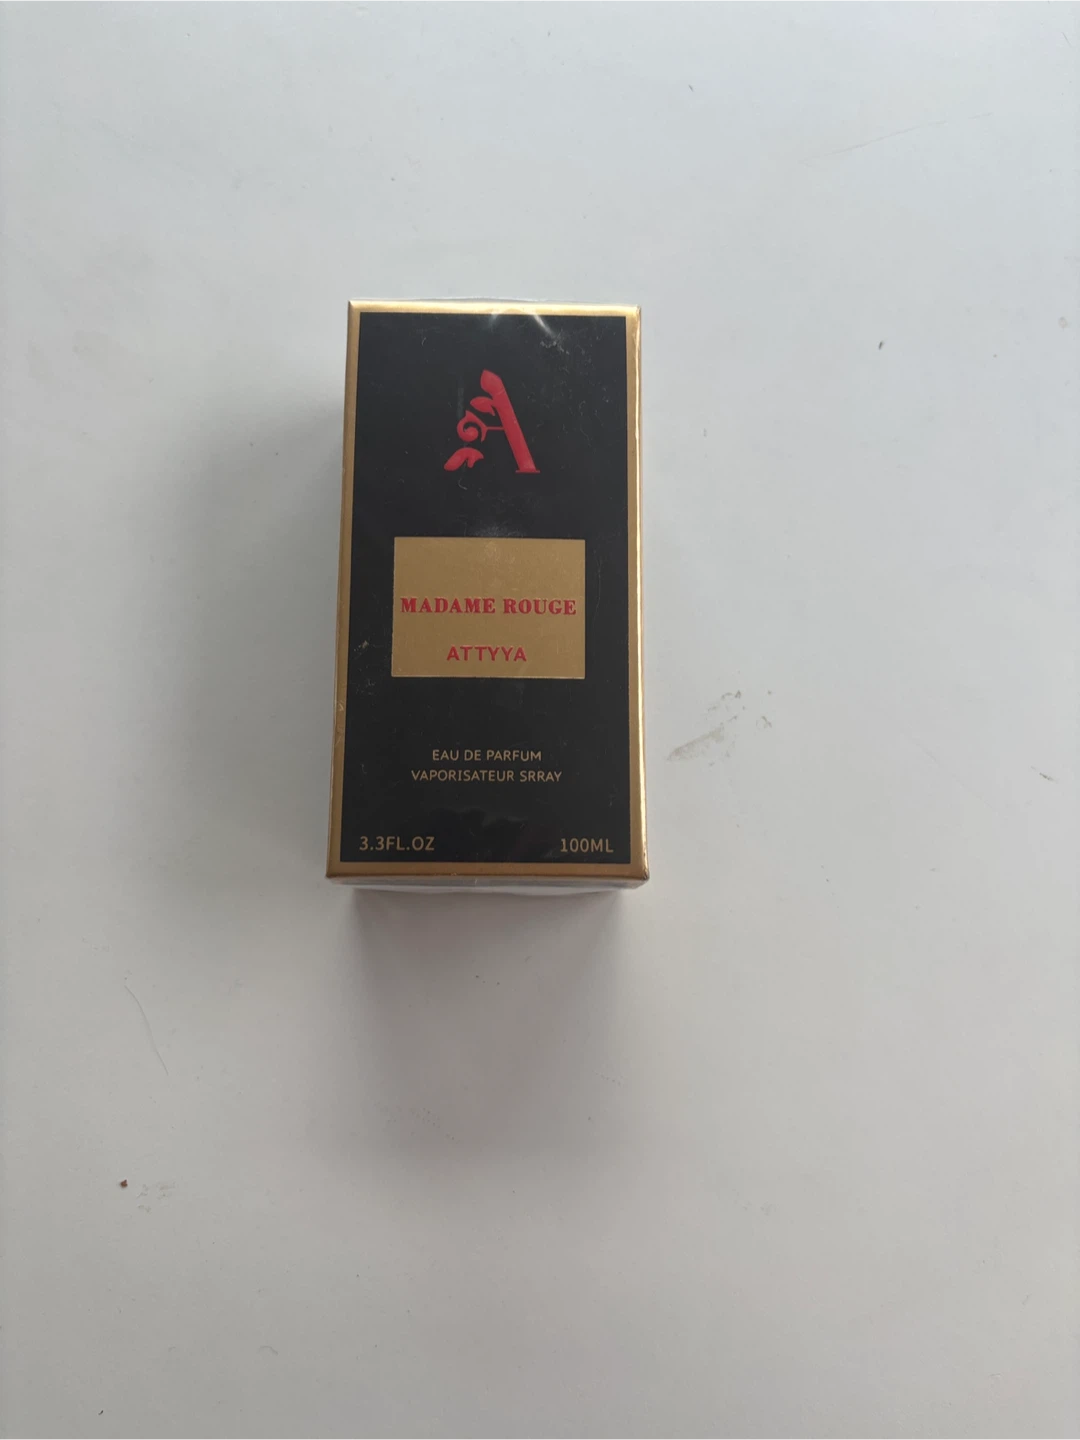 A
MADAME ROUGE
ATTYYA
EAU DE PARFUM
VAPORISATEUR SRRAY
3.3FL.OZ 100ML